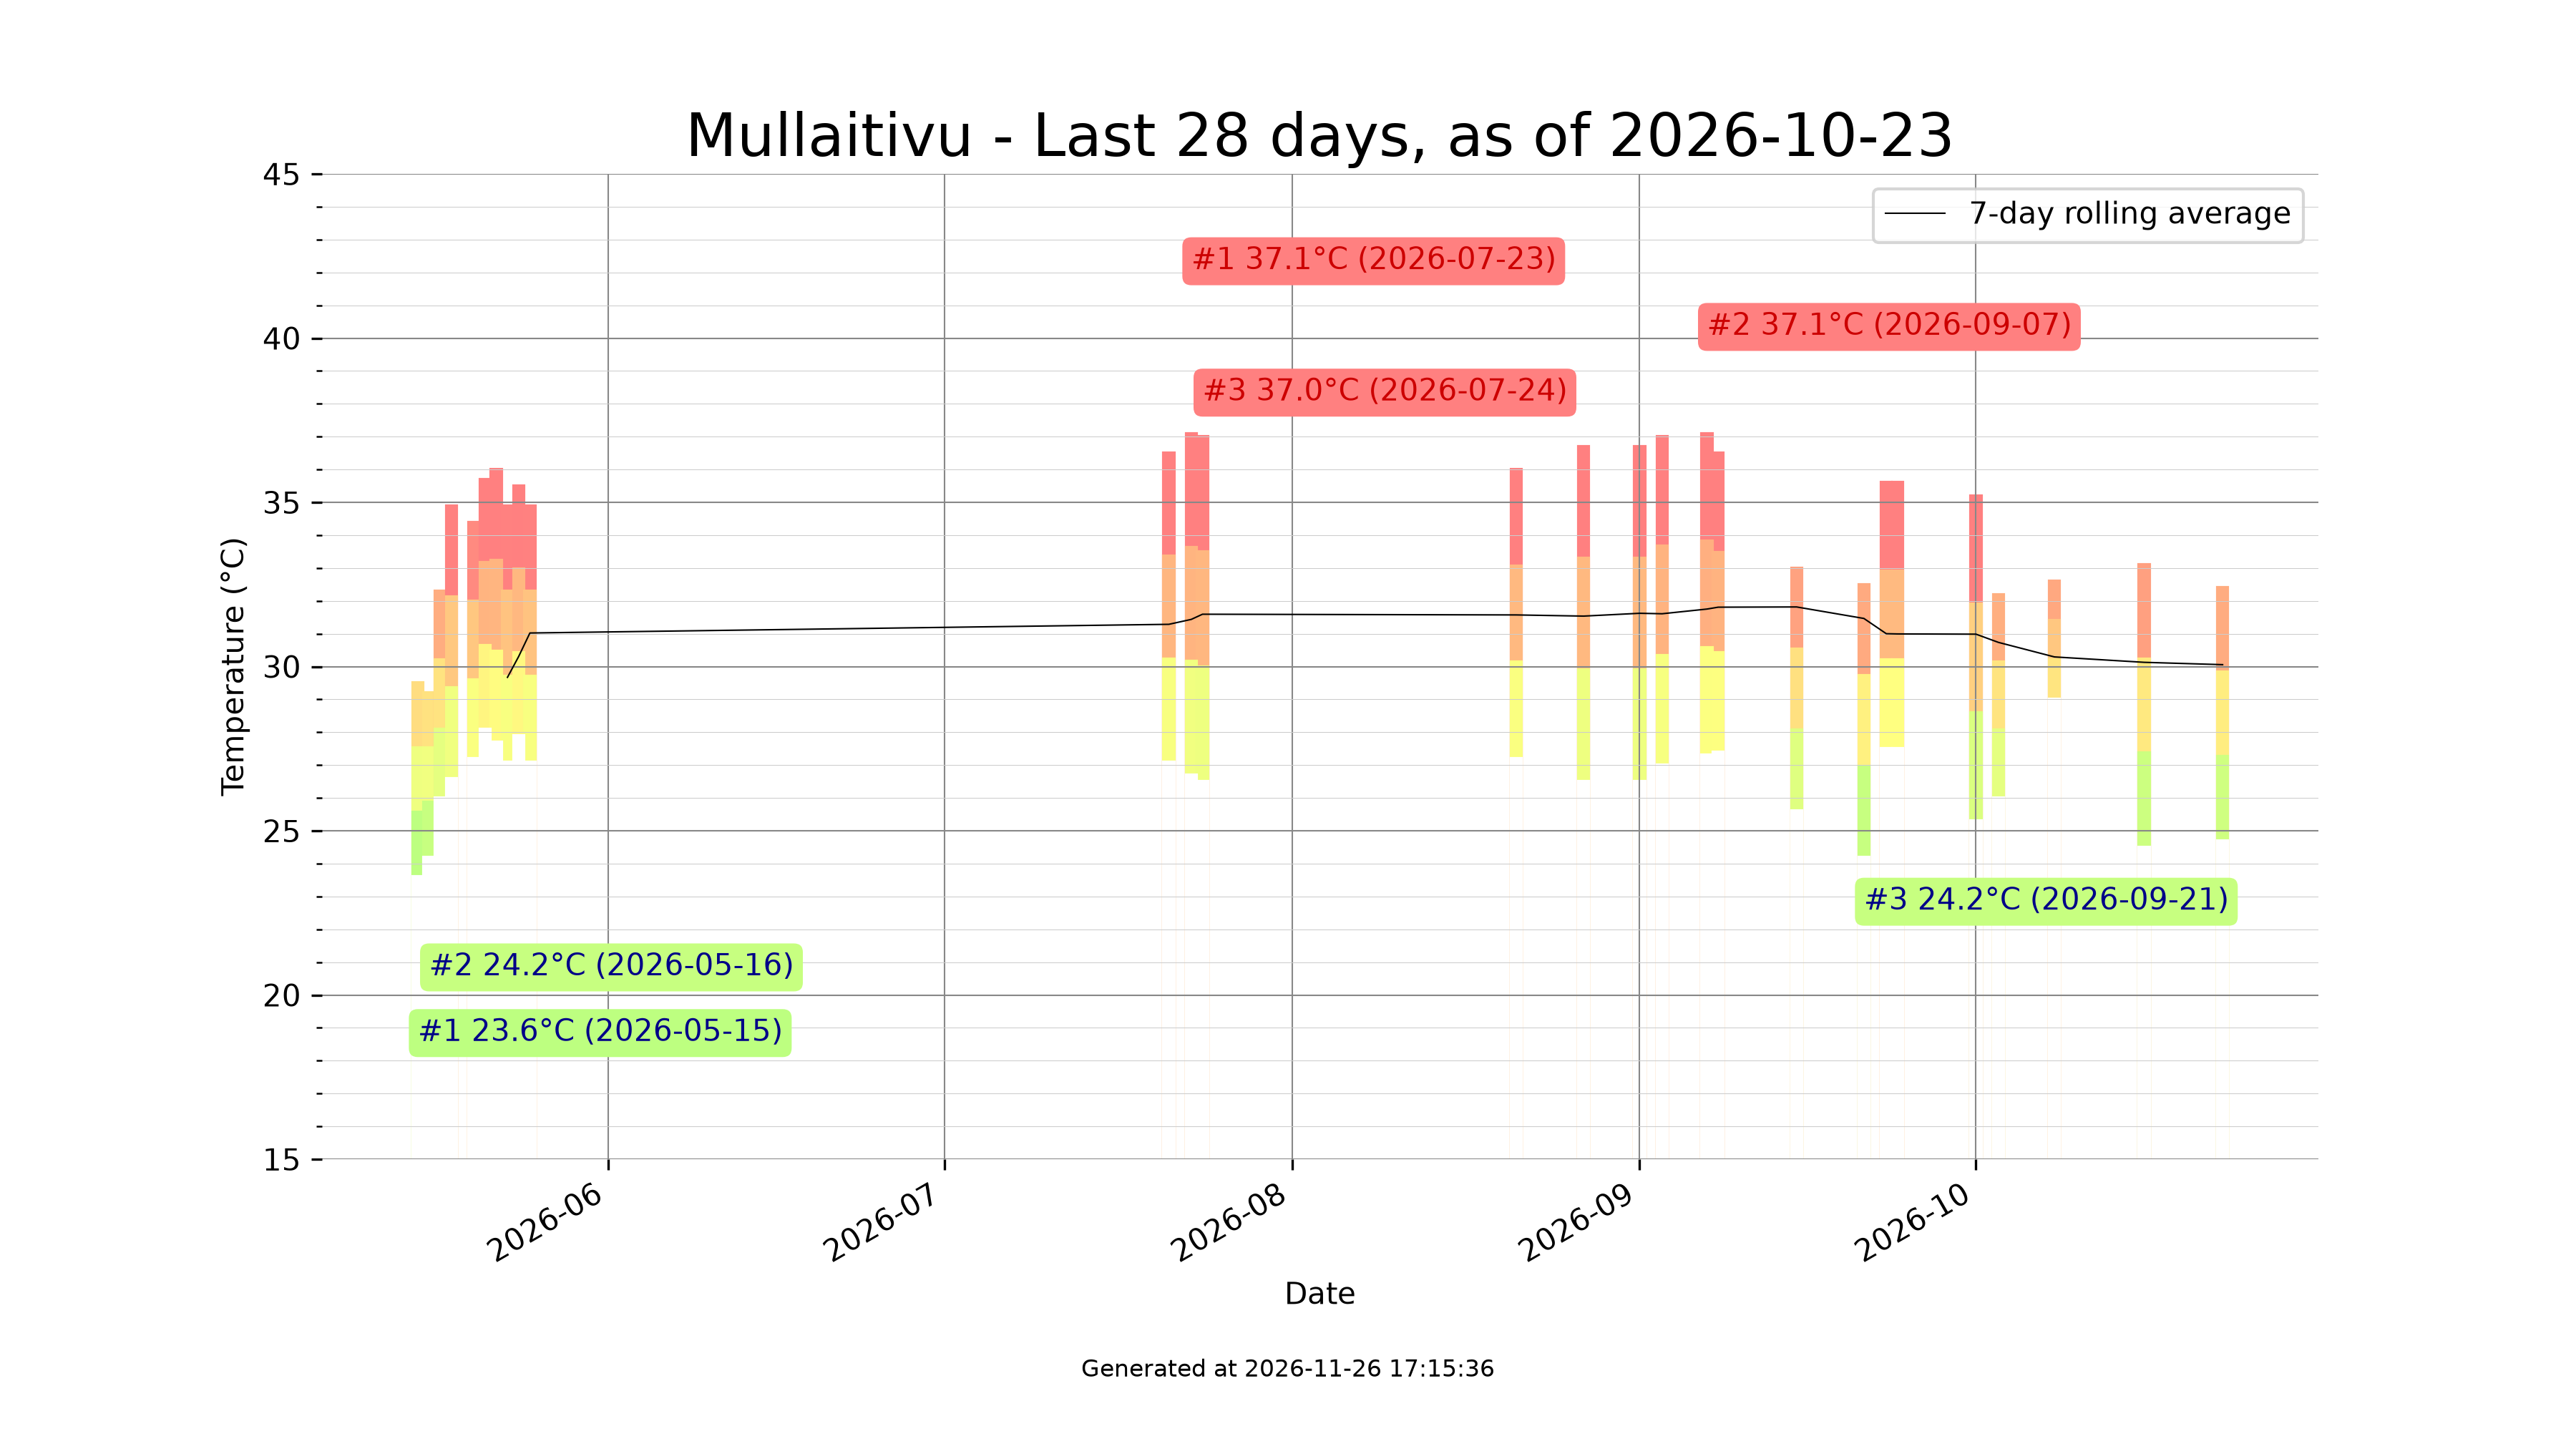 Mullaitivu - Last 28 days, as of 2026-10-23
7-day rolling average
#1 37.1°C (2026-07-23)
#2 37.1°C (2026-09-07)
#3 37.0°C (2026-07-24)
#3 24.2°C (2026-09-21)
#2 24.2°C (2026-05-16)
#1 23.6°C (2026-05-15)
Temperature (°C)
45
40
35
30
25
20
15
2026-06
2026-07
2026-08
2026-09
2026-10
Date
Generated at 2026-11-26 17:15:36